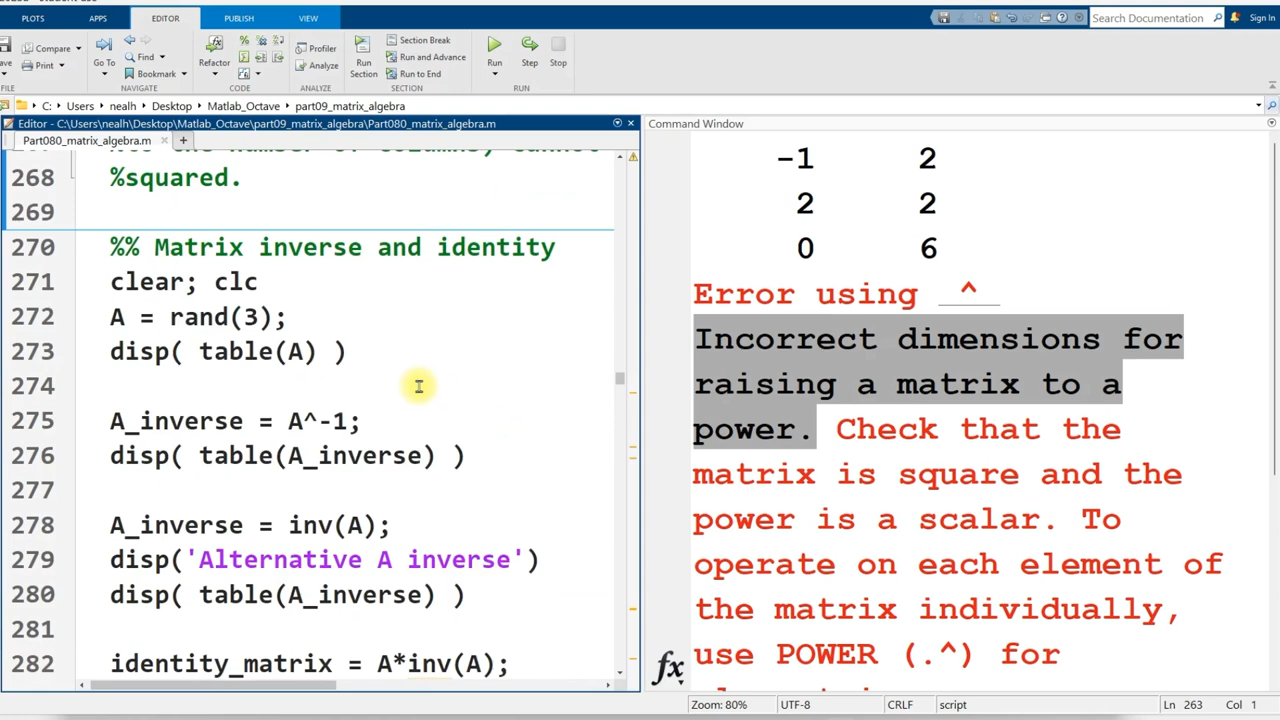 PLOTS APPS EDITOR PUBLISH VIEW
Search Documentation
Sign In
Compare
Print
FILE
Go To
Find
Bookmark
NAVIGATE
Refactor
CODE
Profiler
Analyze
ANALYZE
Run
Section
Section Break
Run and Advance
Run to End
SECTION
Run
Step
Stop
RUN
C: Users nealh Desktop Matlab_Octave part09_matrix_algebra
Editor - C:\Users\nealh\Desktop\Matlab_Octave\part09_matrix_algebra\Part080_matrix_algebra.m
Part080_matrix_algebra.m
268 %squared.
269
270 %% Matrix inverse and identity
271 clear; clc
272 A = rand(3);
273 disp( table(A) )
274
275 A_inverse = A^-1;
276 disp( table(A_inverse) )
277
278 A_inverse = inv(A);
279 disp('Alternative A inverse')
280 disp( table(A_inverse) )
281
282 identity_matrix = A*inv(A);
Command Window
-1 2
2 2
0 6
Error using ^
Incorrect dimensions for
raising a matrix to a
power. Check that the
matrix is square and the
power is a scalar. To
operate on each element of
the matrix individually,
use POWER (.^) for
fx
Zoom: 80% UTF-8 CRLF script Ln 263 Col 1